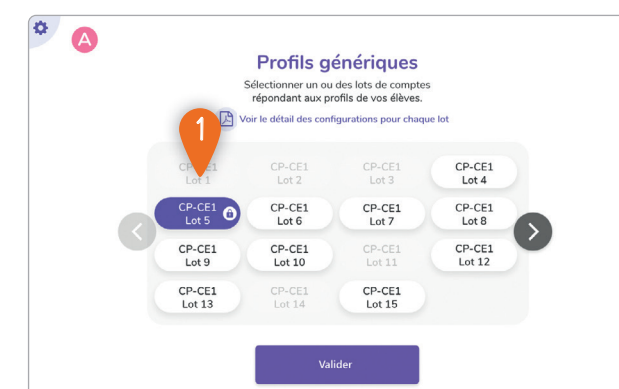 A
Profils génériques
Sélectionner un ou des lots de comptes
répondant aux profils de vos élèves.
Voir le détail des configurations pour chaque lot
1
CP-CE1
Lot 1
CP-CE1
Lot 2
CP-CE1
Lot 3
CP-CE1
Lot 4
CP-CE1
Lot 5
CP-CE1
Lot 6
CP-CE1
Lot 7
CP-CE1
Lot 8
CP-CE1
Lot 9
CP-CE1
Lot 10
CP-CE1
Lot 11
CP-CE1
Lot 12
CP-CE1
Lot 13
CP-CE1
Lot 14
CP-CE1
Lot 15
Valider